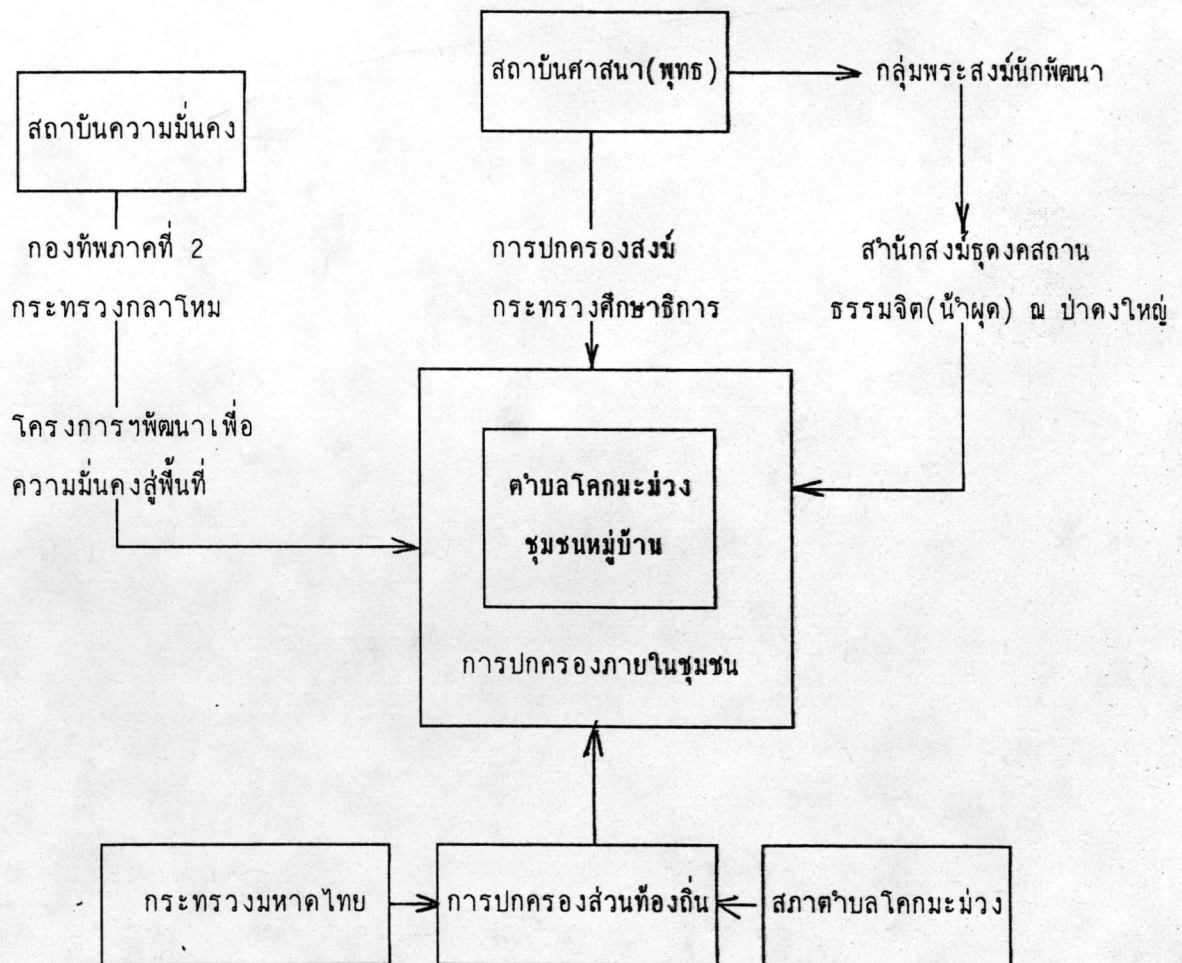 สถาบันศาสนา(พุทธ)
กลุ่มพระสงฆ์นักพัฒนา
สถาบันความมั่นคง
กองทัพภาคที่ 2
กระทรวงกลาโหม
การปกครองสงฆ์
กระทรวงศึกษาธิการ
สำนักสงฆ์ธุดงคสถาน
ธรรมจิต(น้ำผุด) ณ ป่าดงใหญ่
โครงการฯพัฒนาเพื่อ
ความมั่นคงสู่พื้นที่
ตำบลโคกมะม่วง
ชุมชนหมู่บ้าน
การปกครองภายในชุมชน
กระทรวงมหาดไทย
การปกครองส่วนท้องถิ่น
สภาตำบลโคกมะม่วง